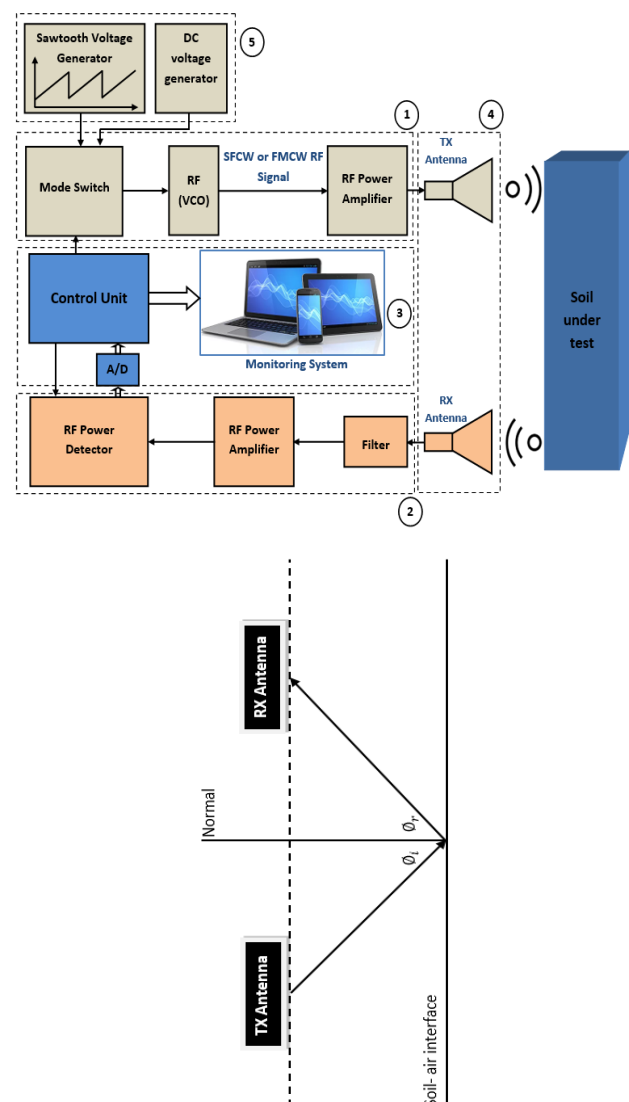 Sawtooth Voltage
Generator
DC
voltage
generator
5
1
4
TX
Antenna
Mode Switch
RF
(VCO)
SFCW or FMCW RF
Signal
RF Power
Amplifier
Control Unit
3
Soil
under
test
Monitoring System
A/D
RX
Antenna
RF Power
Detector
RF Power
Amplifier
Filter
2
RX Antenna
Normal
Ør
Øi
TX Antenna
Soil- air interface